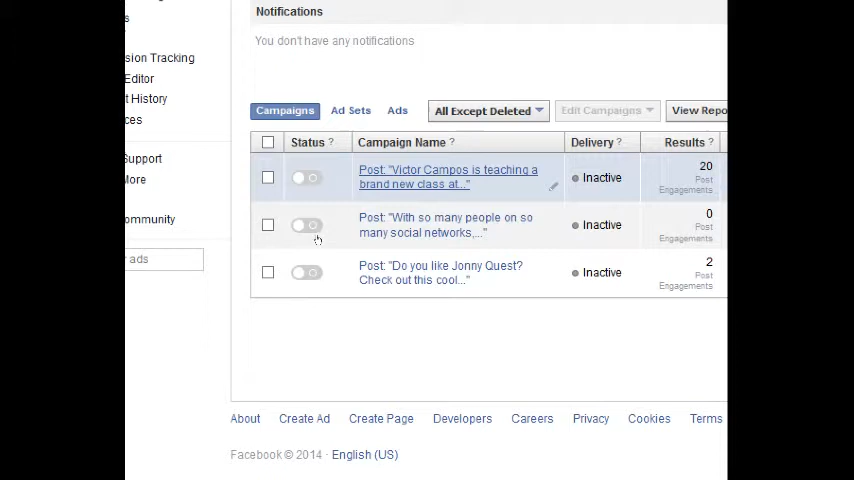 Notifications
s
You don't have any notifications
sion Tracking
Editor
t History
ces
Campaigns Ad Sets Ads All Except Deleted Edit Campaigns View Repo
Status ? Campaign Name ? Delivery ? Results ?
upport
More
ommunity
ads
Post: "Victor Campos is teaching a
brand new class at..."
Inactive
20
Post
Engagements
Post: "With so many people on so
many social networks,..."
Inactive
0
Post
Engagements
Post: "Do you like Jonny Quest?
Check out this cool..."
Inactive
2
Post
Engagements
About Create Ad Create Page Developers Careers Privacy Cookies Terms
Facebook © 2014 · English (US)